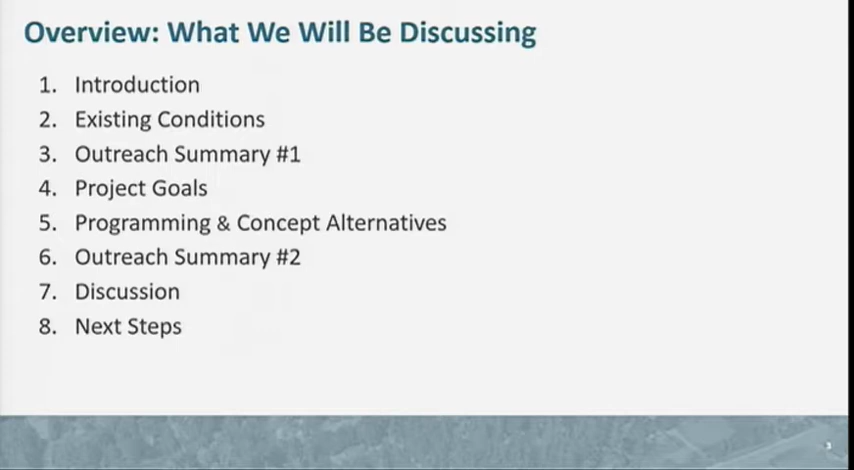 Overview: What We Will Be Discussing
1. Introduction
2. Existing Conditions
3. Outreach Summary #1
4. Project Goals
5. Programming & Concept Alternatives
6. Outreach Summary #2
7. Discussion
8. Next Steps
3